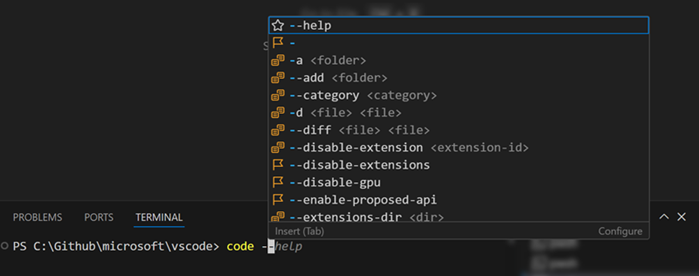 --help
-
-a <folder>
--add <folder>
--category <category>
-d <file> <file>
--diff <file> <file>
--disable-extension <extension-id>
--disable-extensions
--disable-gpu
--enable-proposed-api
--extensions-dir <dir>
Insert (Tab) Configure
PROBLEMS PORTS TERMINAL
PS C:\Github\microsoft\vscode> code --help